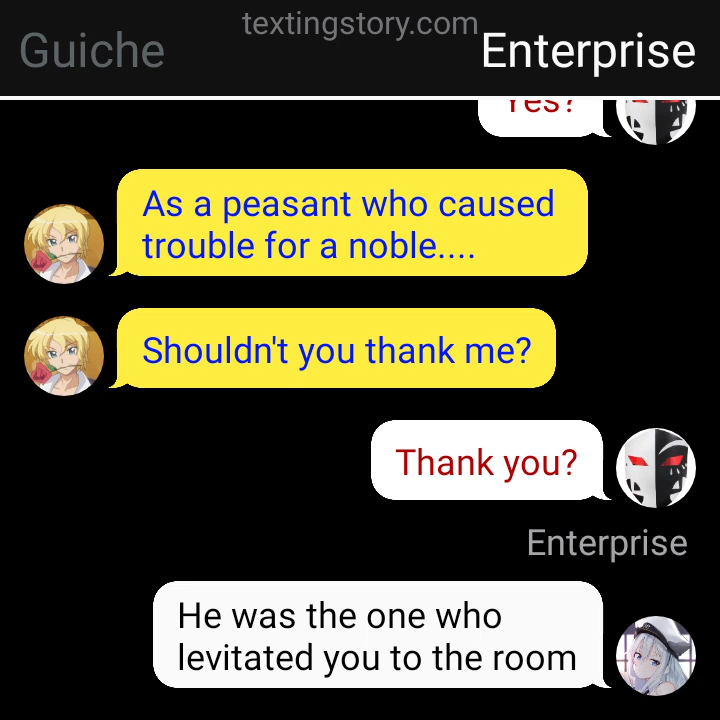 textingstory.com
Guiche
Enterprise
Yes?
As a peasant who caused
trouble for a noble....
Shouldn't you thank me?
Thank you?
Enterprise
He was the one who
levitated you to the room